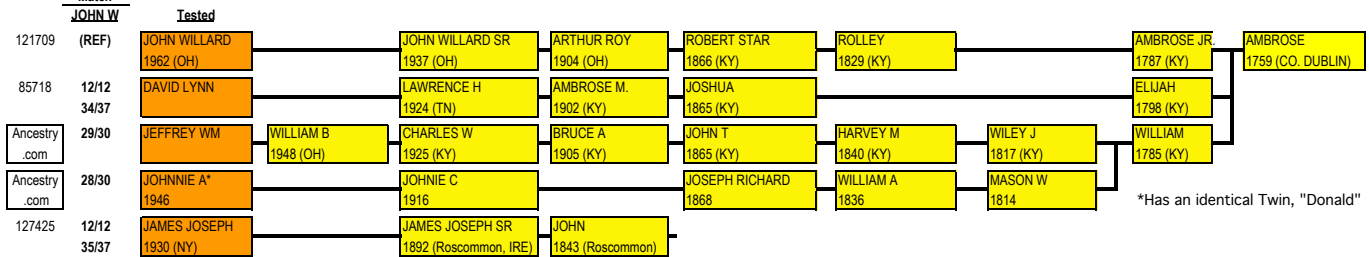 Match
JOHN W Tested
121709 (REF) JOHN WILLARD JOHN WILLARD SR ARTHUR ROY ROBERT STAR ROLLEY AMBROSE JR. AMBROSE
1962 (OH) 1937 (OH) 1904 (OH) 1866 (KY) 1829 (KY) 1787 (KY) 1759 (CO. DUBLIN)
85718 12/12 DAVID LYNN LAWRENCE H AMBROSE M. JOSHUA ELIJAH
34/37 1924 (TN) 1902 (KY) 1865 (KY) 1798 (KY)
Ancestry 29/30 JEFFREY WM WILLIAM B CHARLES W BRUCE A JOHN T HARVEY M WILEY J WILLIAM
.com 1948 (OH) 1925 (KY) 1905 (KY) 1865 (KY) 1840 (KY) 1817 (KY) 1785 (KY)
Ancestry 28/30 JOHNNIE A* JOHNIE C JOSEPH RICHARD WILLIAM A MASON W
.com 1946 1916 1868 1836 1814 *Has an identical Twin, "Donald"
127425 12/12 JAMES JOSEPH JAMES JOSEPH SR JOHN
35/37 1930 (NY) 1892 (Roscommon, IRE) 1843 (Roscommon)